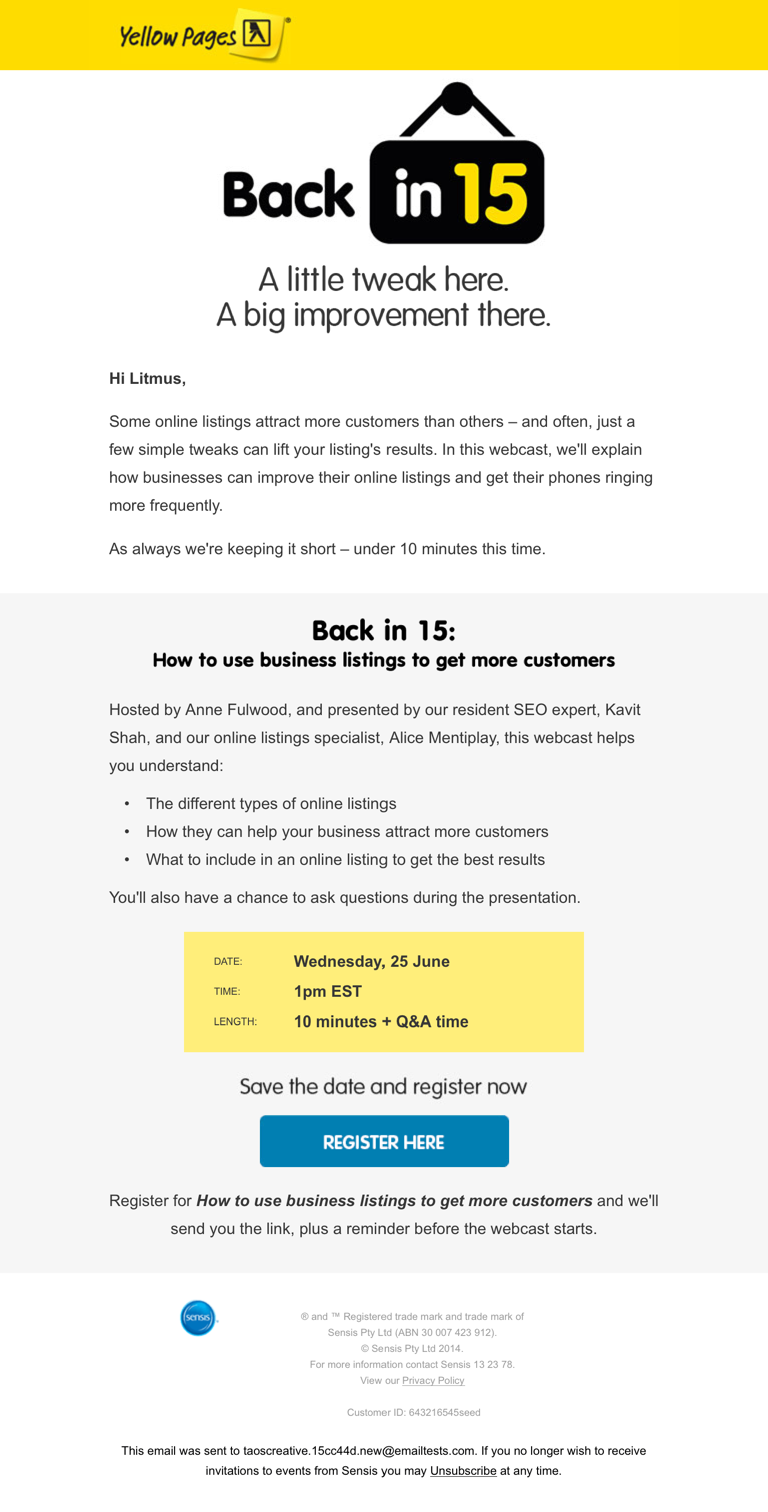 Yellow Pages ®
Back in 15
A little tweak here.
A big improvement there.
Hi Litmus,
Some online listings attract more customers than others – and often, just a
few simple tweaks can lift your listing's results. In this webcast, we'll explain
how businesses can improve their online listings and get their phones ringing
more frequently.
As always we're keeping it short – under 10 minutes this time.
Back in 15:
How to use business listings to get more customers
Hosted by Anne Fulwood, and presented by our resident SEO expert, Kavit
Shah, and our online listings specialist, Alice Mentiplay, this webcast helps
you understand:
• The different types of online listings
• How they can help your business attract more customers
• What to include in an online listing to get the best results
You'll also have a chance to ask questions during the presentation.
DATE: Wednesday, 25 June
TIME: 1pm EST
LENGTH: 10 minutes + Q&A time
Save the date and register now
REGISTER HERE
Register for How to use business listings to get more customers and we'll
send you the link, plus a reminder before the webcast starts.
sensis
® and ™ Registered trade mark and trade mark of
Sensis Pty Ltd (ABN 30 007 423 912).
© Sensis Pty Ltd 2014.
For more information contact Sensis 13 23 78.
View our Privacy Policy
Customer ID: 643216545seed
This email was sent to taoscreative.15cc44d.new@emailtests.com. If you no longer wish to receive
invitations to events from Sensis you may Unsubscribe at any time.